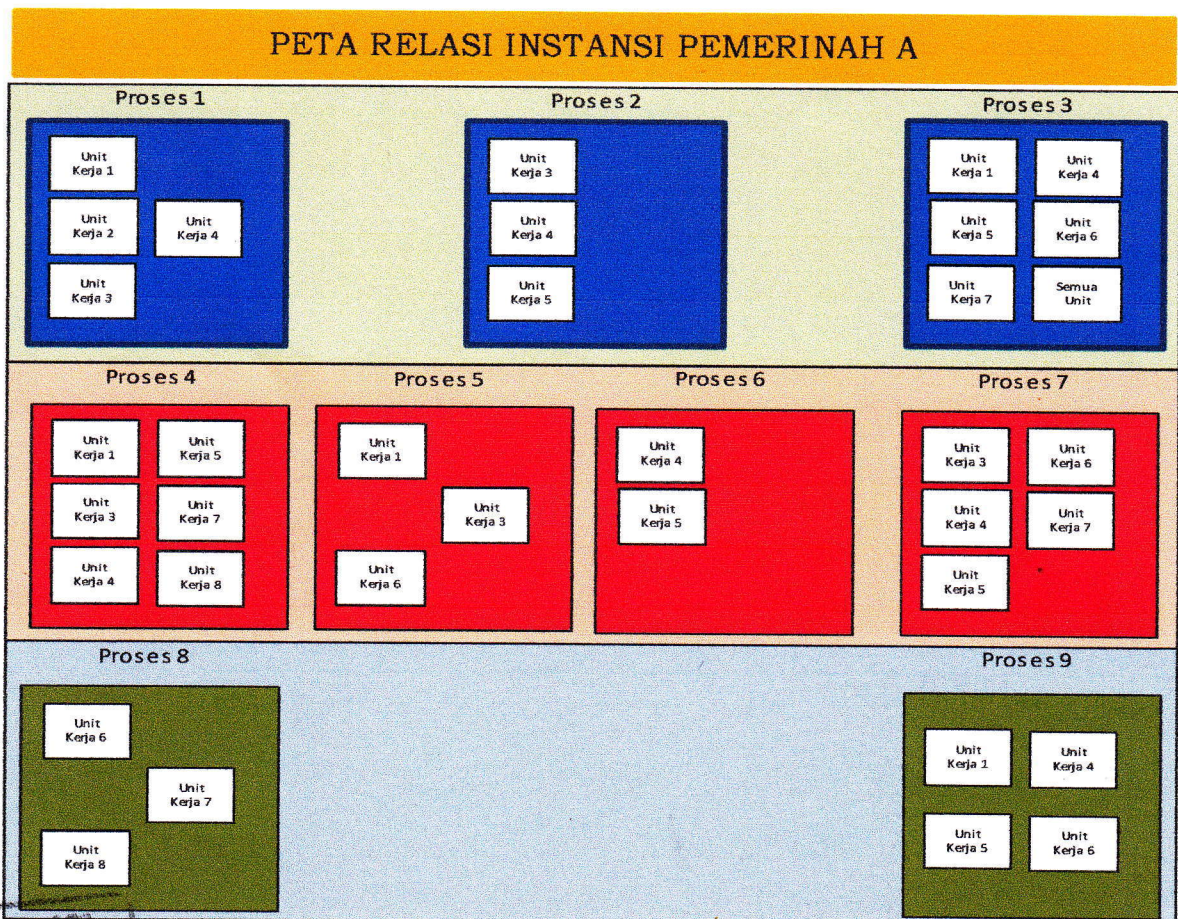 PETA RELASI INSTANSI PEMERINAH A
Proses 1
Unit
Kerja 1
Unit
Kerja 2
Unit
Kerja 4
Unit
Kerja 3
Proses 2
Unit
Kerja 3
Unit
Kerja 4
Unit
Kerja 5
Proses 3
Unit
Kerja 1
Unit
Kerja 4
Unit
Kerja 5
Unit
Kerja 6
Unit
Kerja 7
Semua
Unit
Proses 4
Unit
Kerja 1
Unit
Kerja 5
Unit
Kerja 3
Unit
Kerja 7
Unit
Kerja 4
Unit
Kerja 8
Proses 5
Unit
Kerja 1
Unit
Kerja 3
Unit
Kerja 6
Proses 6
Unit
Kerja 4
Unit
Kerja 5
Proses 7
Unit
Kerja 3
Unit
Kerja 6
Unit
Kerja 4
Unit
Kerja 7
Unit
Kerja 5
Proses 8
Unit
Kerja 6
Unit
Kerja 7
Unit
Kerja 8
Proses 9
Unit
Kerja 1
Unit
Kerja 4
Unit
Kerja 5
Unit
Kerja 6